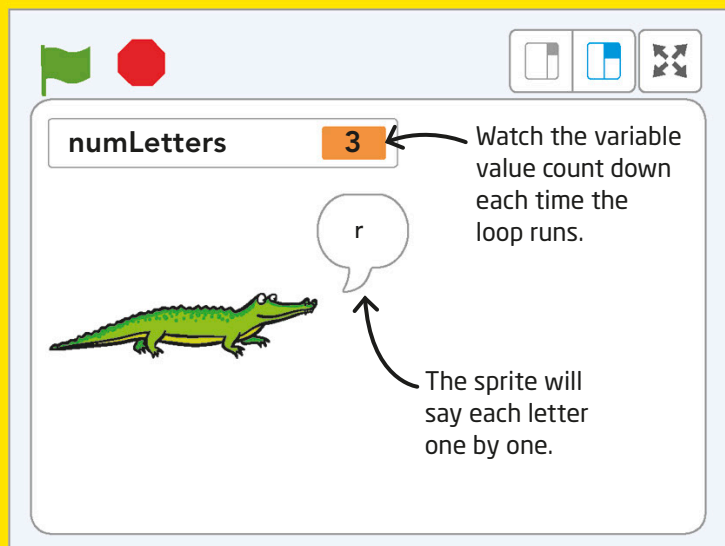 numLetters 3
Watch the variable
value count down
each time the
loop runs.
r
The sprite will
say each letter
one by one.